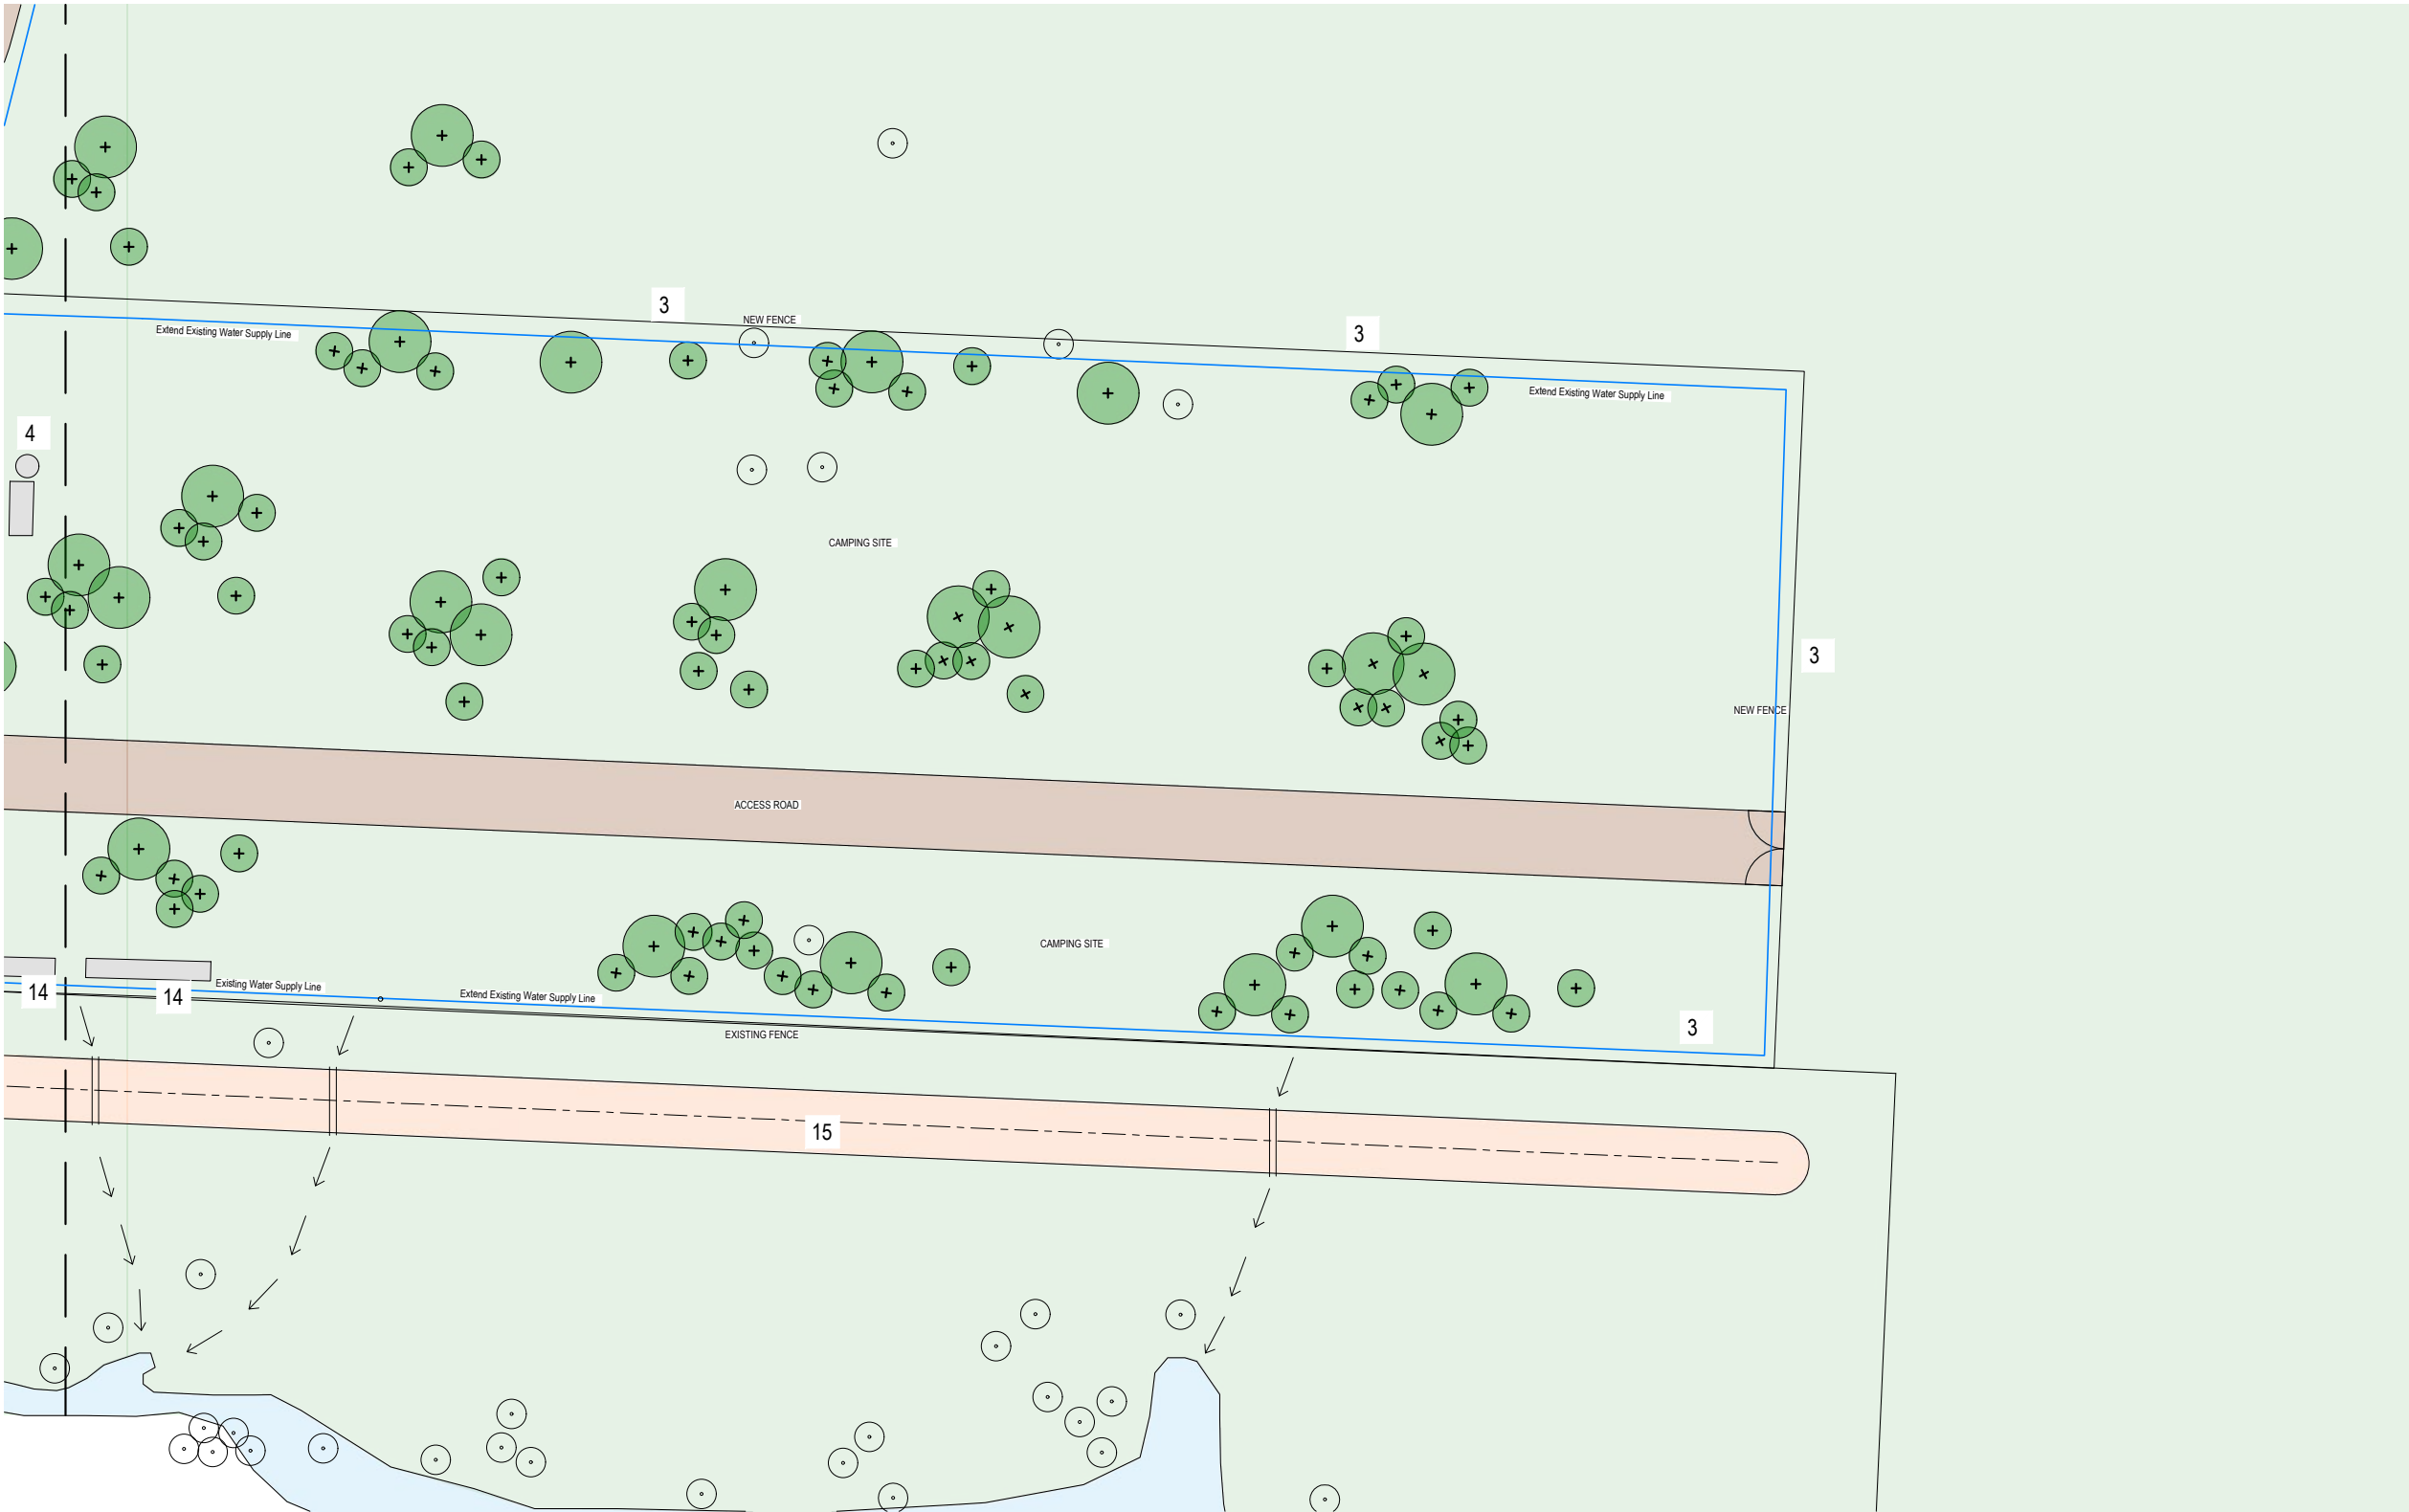 3
NEW FENCE
Extend Existing Water Supply Line
3
Extend Existing Water Supply Line
4
CAMPING SITE
3
NEW FENCE
ACCESS ROAD
CAMPING SITE
14
14
Existing Water Supply Line
Extend Existing Water Supply Line
EXISTING FENCE
3
15